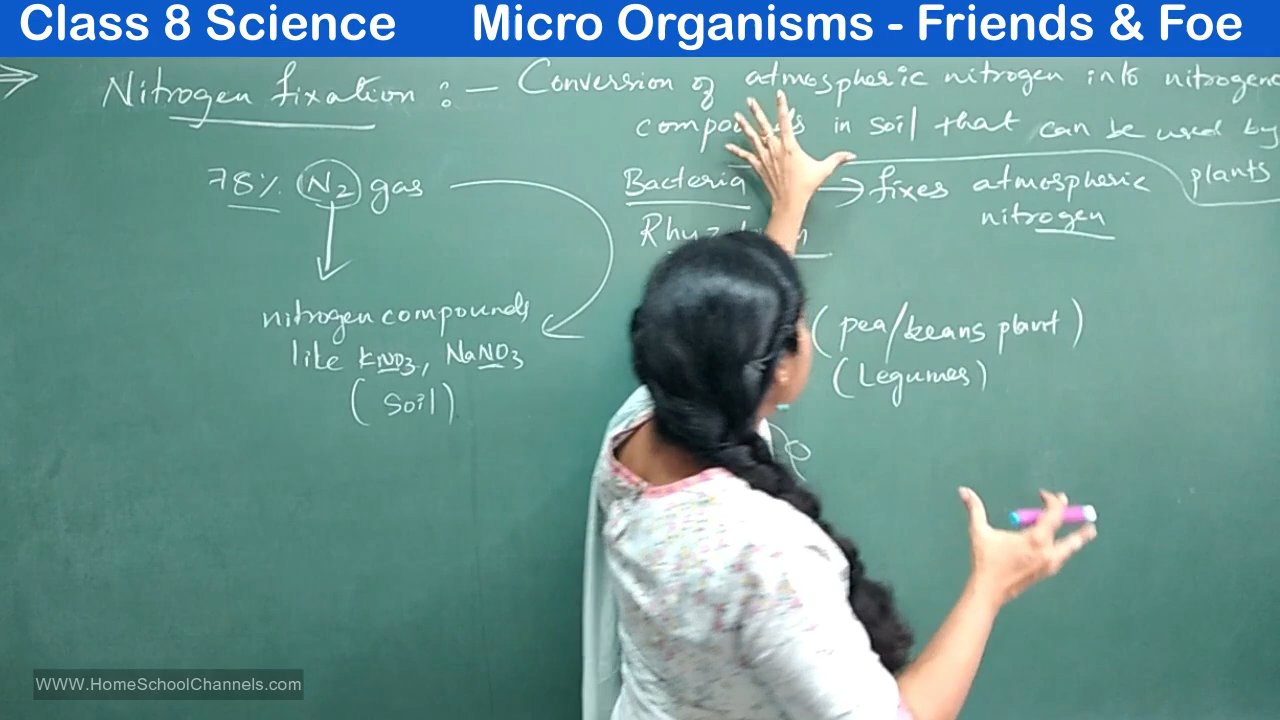 Class 8 Science Micro Organisms - Friends & Foe
⇒ Nitrogen fixation :— Conversion of atmospheric nitrogen into
in soil that can be used by
plants
78% N₂ gas
Bacteria → fixes atmospheric
nitrogen
nitrogen compounds
like KNO₃, NaNO₃
(Soil)
(pea/beans plant)
(Legumes)
WWW.HomeSchoolChannels.com